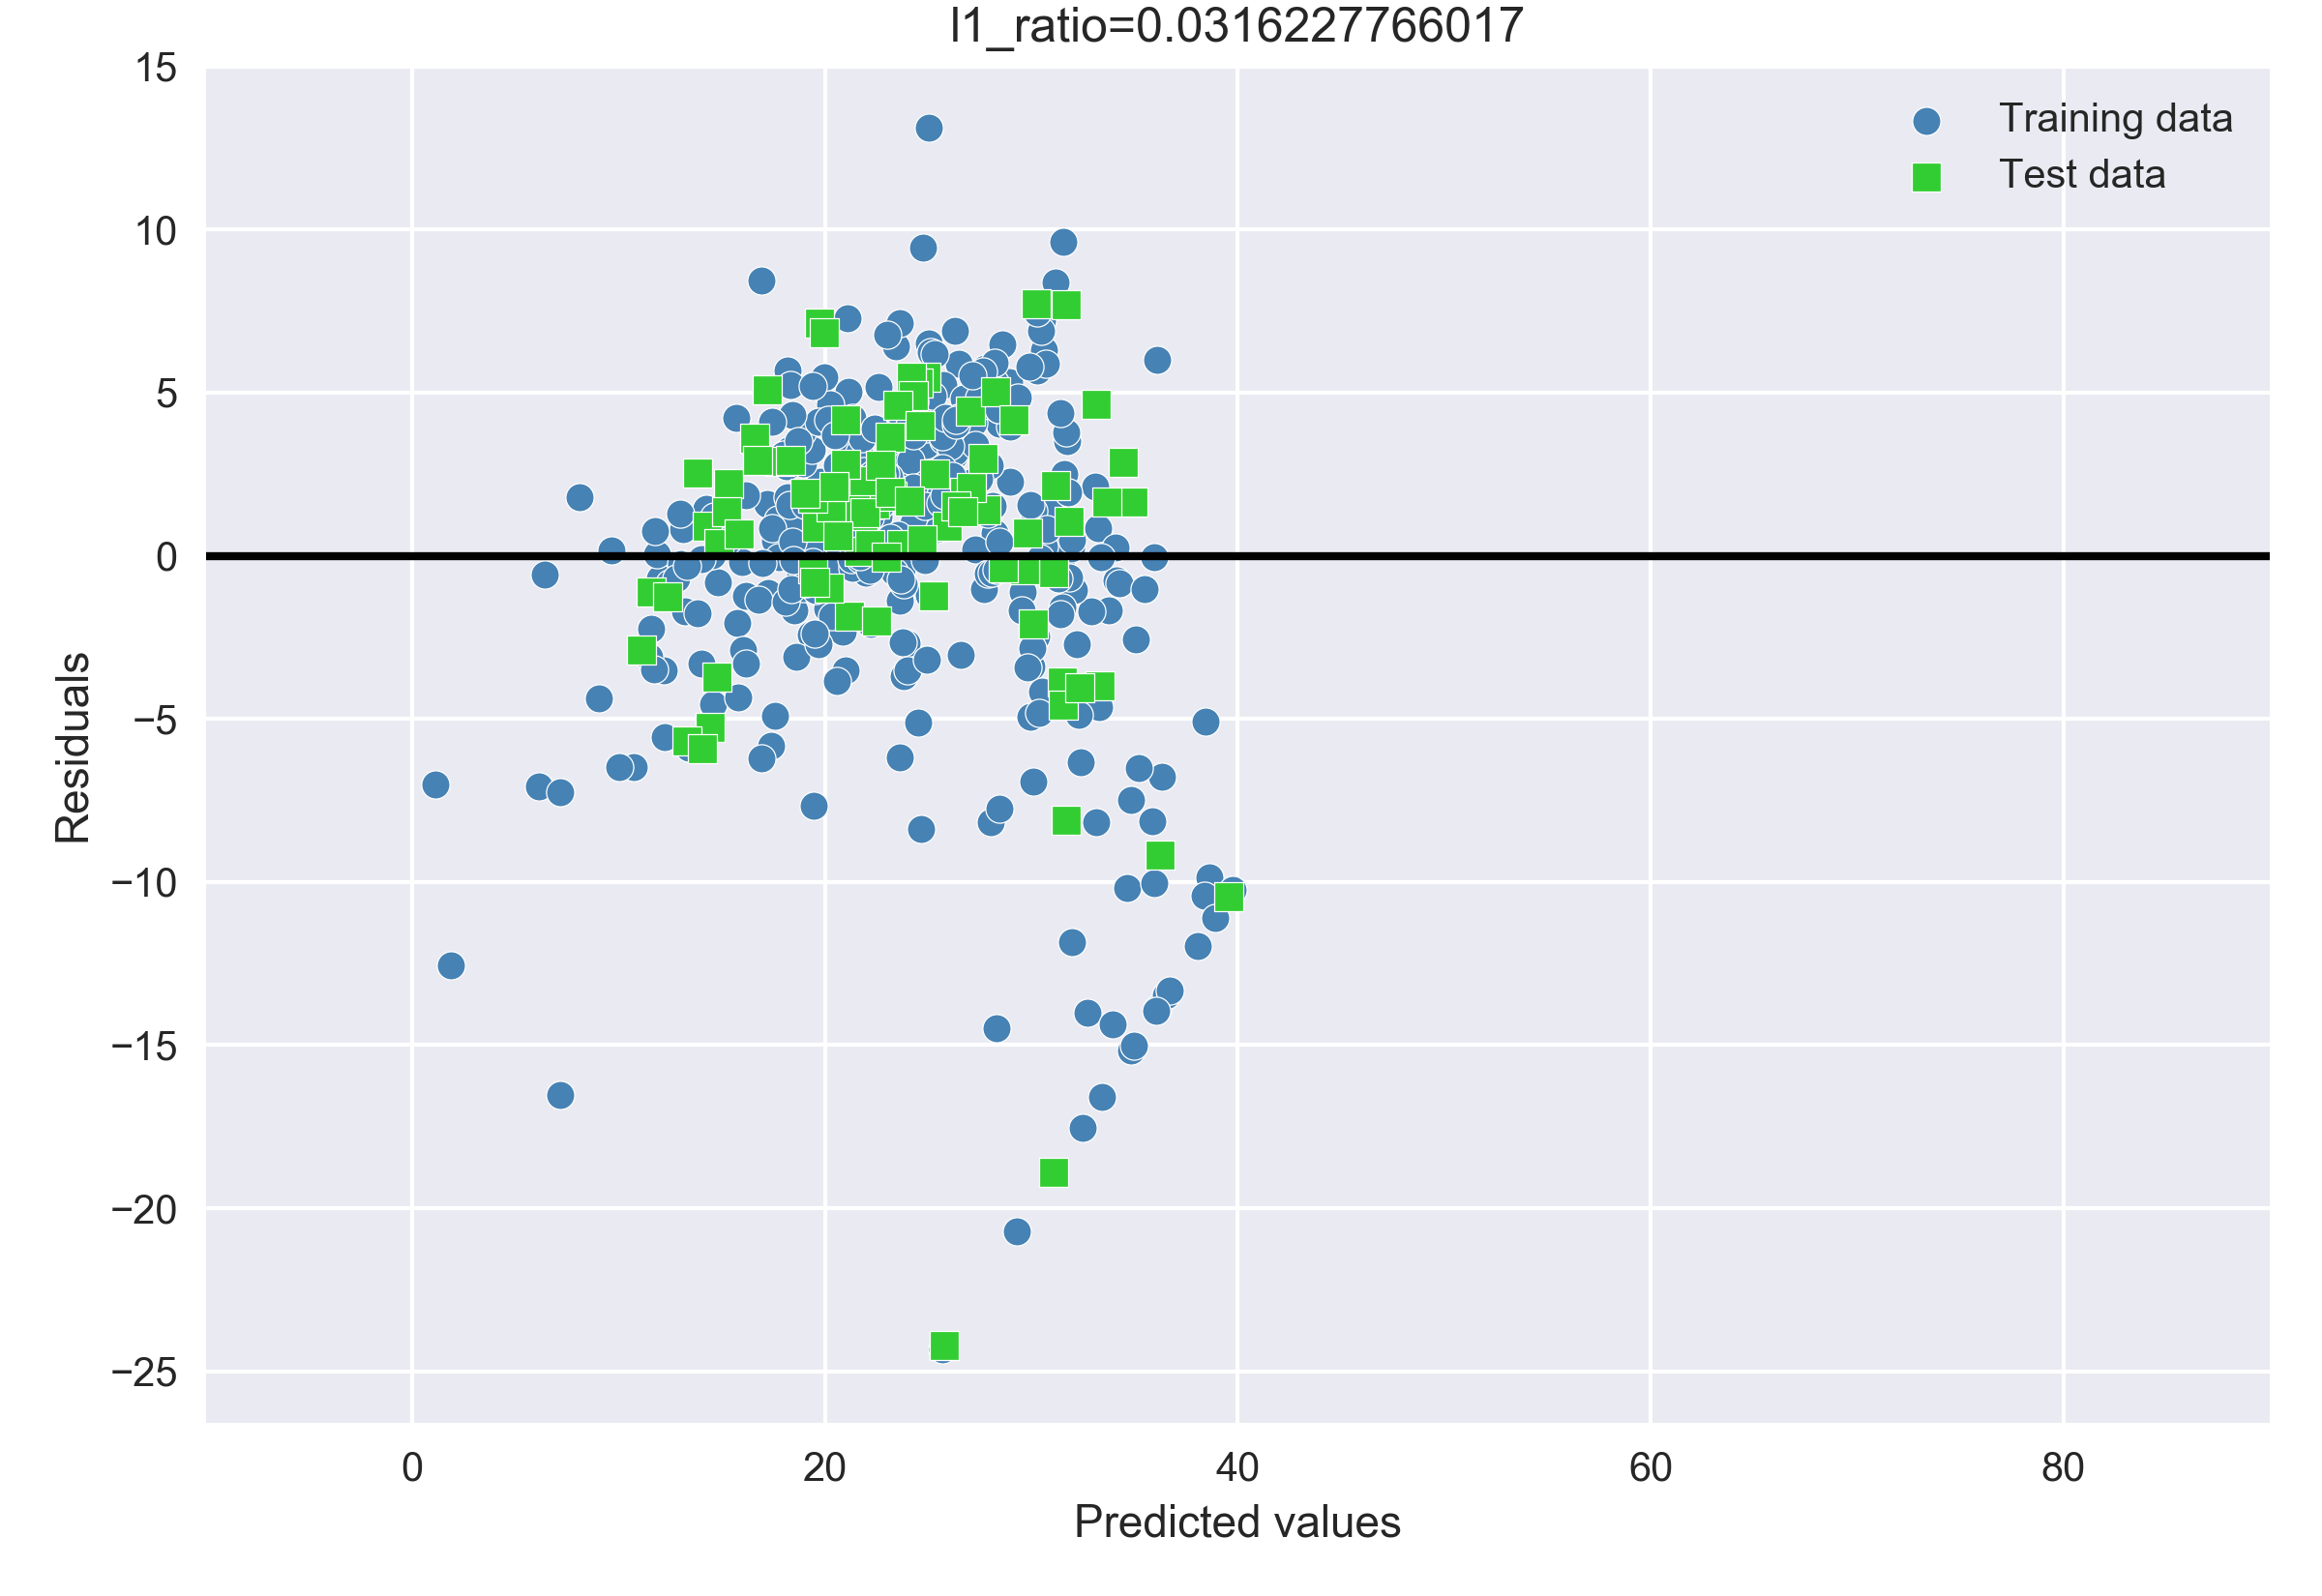 l1_ratio=0.0316227766017
Training data
Test data
15
10
5
0
−5
−10
−15
−20
−25
Residuals
0 20 40 60 80
Predicted values